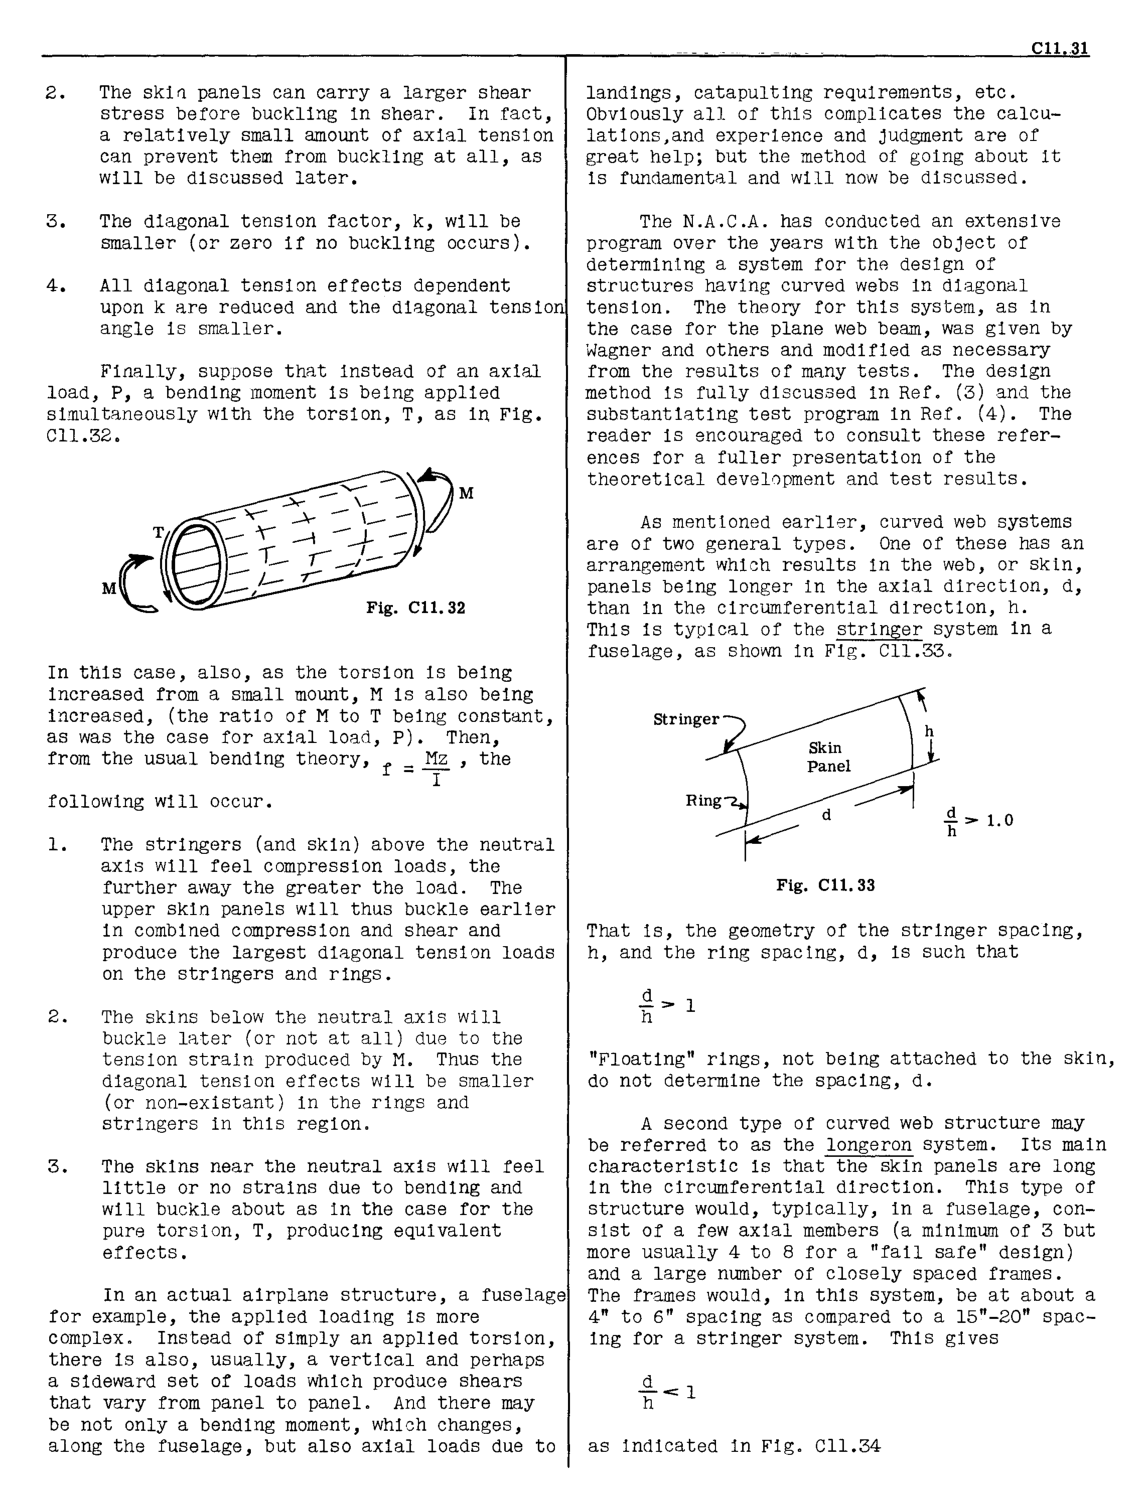 C11.31
2. The skin panels can carry a larger shear
stress before buckling in shear. In fact,
a relatively small amount of axial tension
can prevent them from buckling at all, as
will be discussed later.
3. The diagonal tension factor, k, will be
smaller (or zero if no buckling occurs).
4. All diagonal tension effects dependent
upon k are reduced and the diagonal tension
angle is smaller.
Finally, suppose that instead of an axial
load, P, a bending moment is being applied
simultaneously with the torsion, T, as in Fig.
C11.32.
M
T
M
Fig. C11.32
In this case, also, as the torsion is being
increased from a small mount, M is also being
increased, (the ratio of M to T being constant,
as was the case for axial load, P). Then,
from the usual bending theory, f = Mz/I , the
following will occur.
1. The stringers (and skin) above the neutral
axis will feel compression loads, the
further away the greater the load. The
upper skin panels will thus buckle earlier
in combined compression and shear and
produce the largest diagonal tension loads
on the stringers and rings.
2. The skins below the neutral axis will
buckle later (or not at all) due to the
tension strain produced by M. Thus the
diagonal tension effects will be smaller
(or non-existant) in the rings and
stringers in this region.
3. The skins near the neutral axis will feel
little or no strains due to bending and
will buckle about as in the case for the
pure torsion, T, producing equivalent
effects.
In an actual airplane structure, a fuselage
for example, the applied loading is more
complex. Instead of simply an applied torsion,
there is also, usually, a vertical and perhaps
a sideward set of loads which produce shears
that vary from panel to panel. And there may
be not only a bending moment, which changes,
along the fuselage, but also axial loads due to
landings, catapulting requirements, etc.
Obviously all of this complicates the calcu-
lations,and experience and judgment are of
great help; but the method of going about it
is fundamental and will now be discussed.
The N.A.C.A. has conducted an extensive
program over the years with the object of
determining a system for the design of
structures having curved webs in diagonal
tension. The theory for this system, as in
the case for the plane web beam, was given by
Wagner and others and modified as necessary
from the results of many tests. The design
method is fully discussed in Ref. (3) and the
substantiating test program in Ref. (4). The
reader is encouraged to consult these refer-
ences for a fuller presentation of the
theoretical development and test results.
As mentioned earlier, curved web systems
are of two general types. One of these has an
arrangement which results in the web, or skin,
panels being longer in the axial direction, d,
than in the circumferential direction, h.
This is typical of the stringer system in a
fuselage, as shown in Fig. C11.33.
Stringer
Skin
Panel
h
Ring
d
d/h > 1.0
Fig. C11.33
That is, the geometry of the stringer spacing,
h, and the ring spacing, d, is such that
d/h > 1
"Floating" rings, not being attached to the skin,
do not determine the spacing, d.
A second type of curved web structure may
be referred to as the longeron system. Its main
characteristic is that the skin panels are long
in the circumferential direction. This type of
structure would, typically, in a fuselage, con-
sist of a few axial members (a minimum of 3 but
more usually 4 to 8 for a "fail safe" design)
and a large number of closely spaced frames.
The frames would, in this system, be at about a
4" to 6" spacing as compared to a 15"-20" spac-
ing for a stringer system. This gives
d/h < 1
as indicated in Fig. C11.34